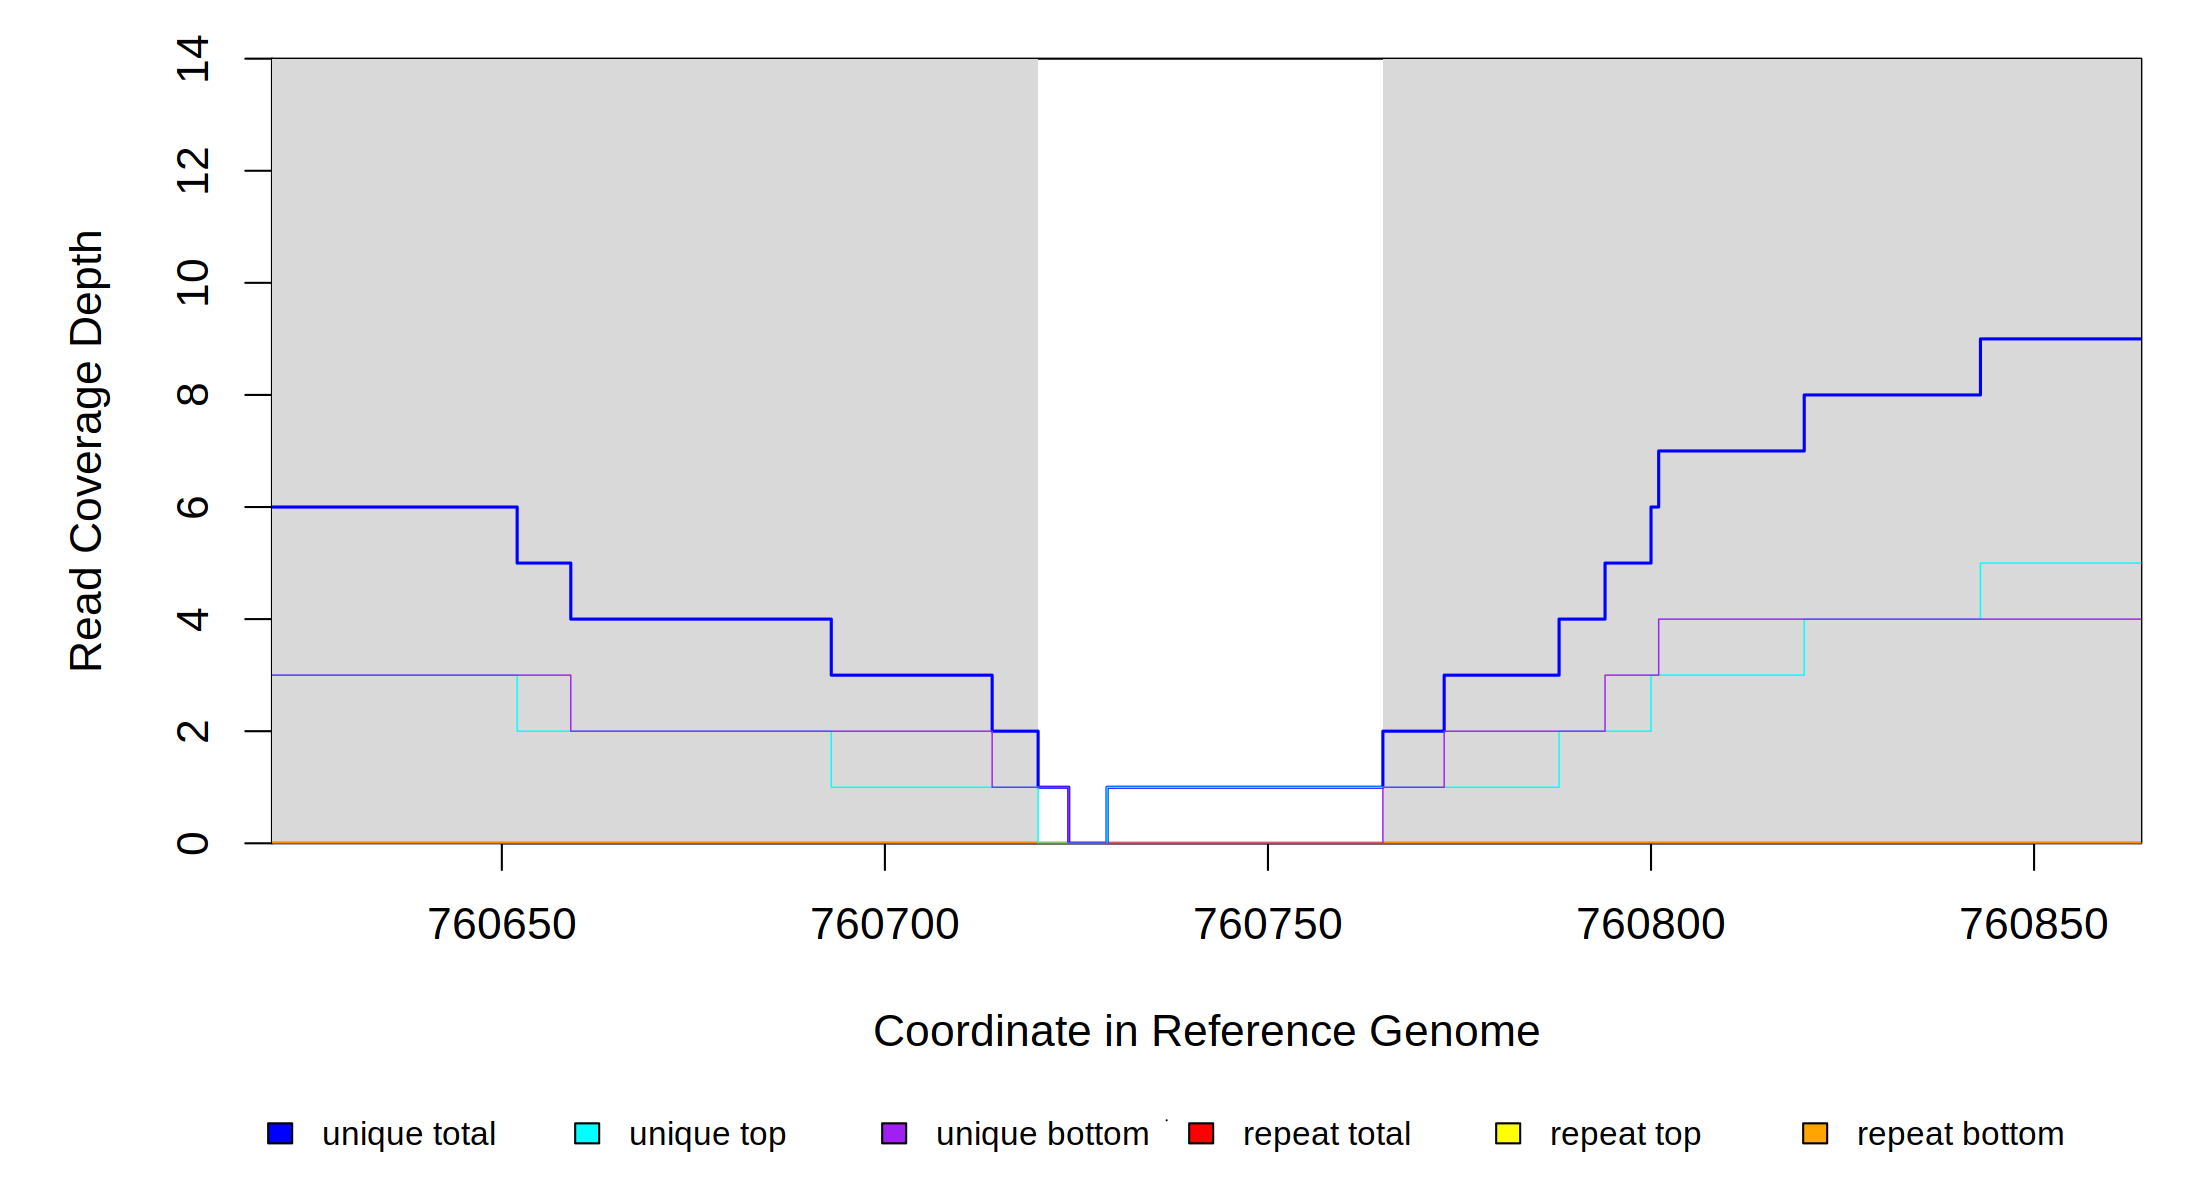 14
12
10
8
6
4
2
0
Read Coverage Depth
760650 760700 760750 760800 760850
Coordinate in Reference Genome
unique total unique top unique bottom repeat total repeat top repeat bottom